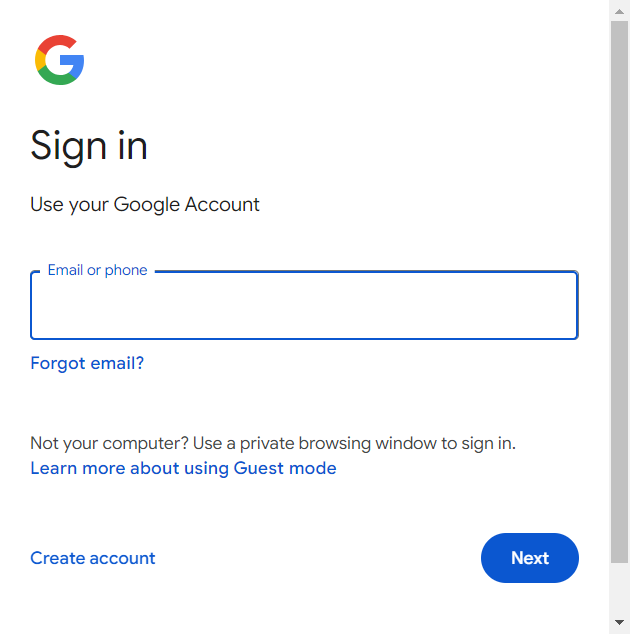 Sign in
Use your Google Account
Email or phone
Forgot email?
Not your computer? Use a private browsing window to sign in.
Learn more about using Guest mode
Create account
Next